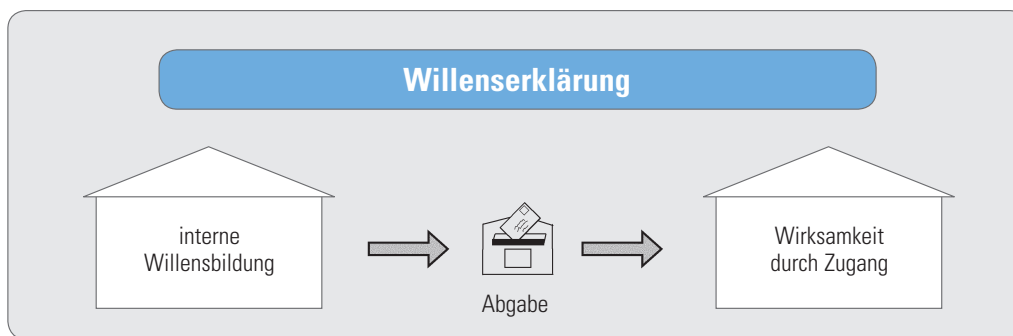 Willenserklärung
interne
Willensbildung
Abgabe
Wirksamkeit
durch Zugang